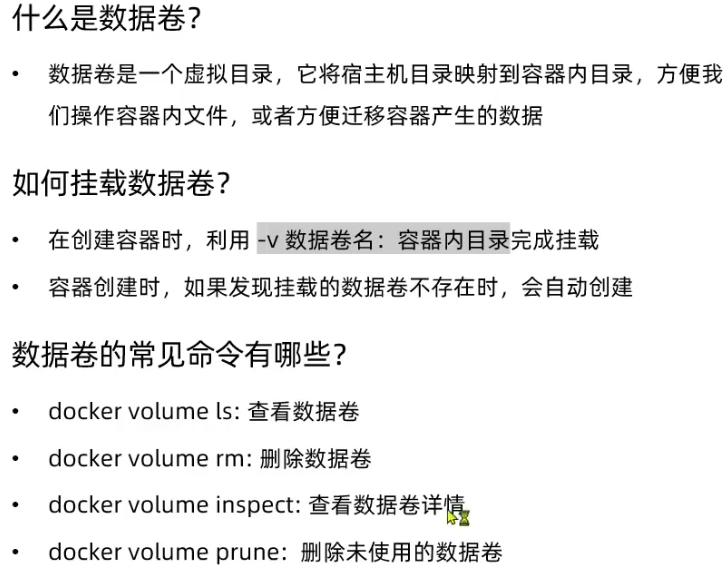 什么是数据卷？
• 数据卷是一个虚拟目录，它将宿主机目录映射到容器内目录，方便我
们操作容器内文件，或者方便迁移容器产生的数据
如何挂载数据卷？
• 在创建容器时，利用 -v 数据卷名：容器内目录完成挂载
• 容器创建时，如果发现挂载的数据卷不存在时，会自动创建
数据卷的常见命令有哪些？
• docker volume ls: 查看数据卷
• docker volume rm: 删除数据卷
• docker volume inspect: 查看数据卷详情
• docker volume prune：删除未使用的数据卷